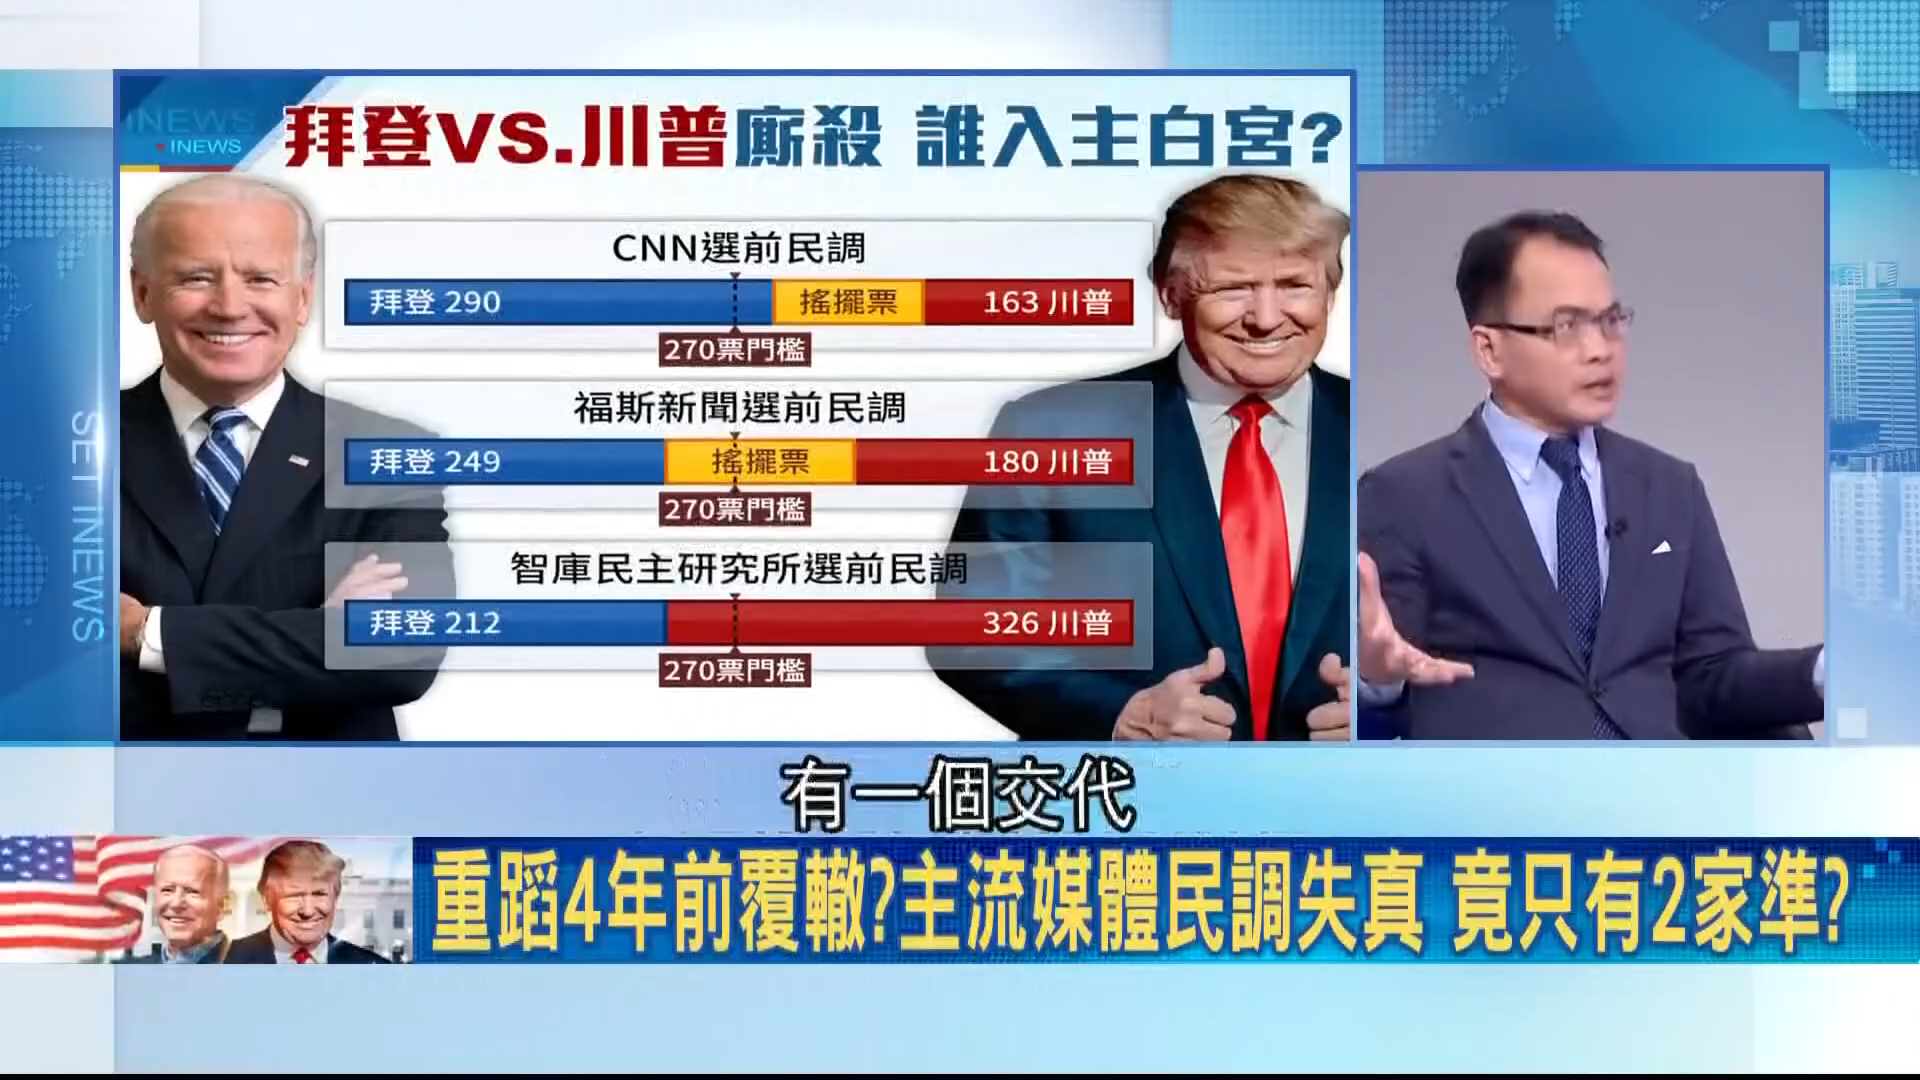 INEWS
INEWS
拜登VS.川普廝殺 誰入主白宮?
CNN選前民調
拜登 290 搖擺票 163 川普
270票門檻
福斯新聞選前民調
拜登 249 搖擺票 180 川普
270票門檻
智庫民主研究所選前民調
拜登 212 326 川普
270票門檻
SET iNEWS
有一個交代
重蹈4年前覆轍?主流媒體民調失真 竟只有2家準?